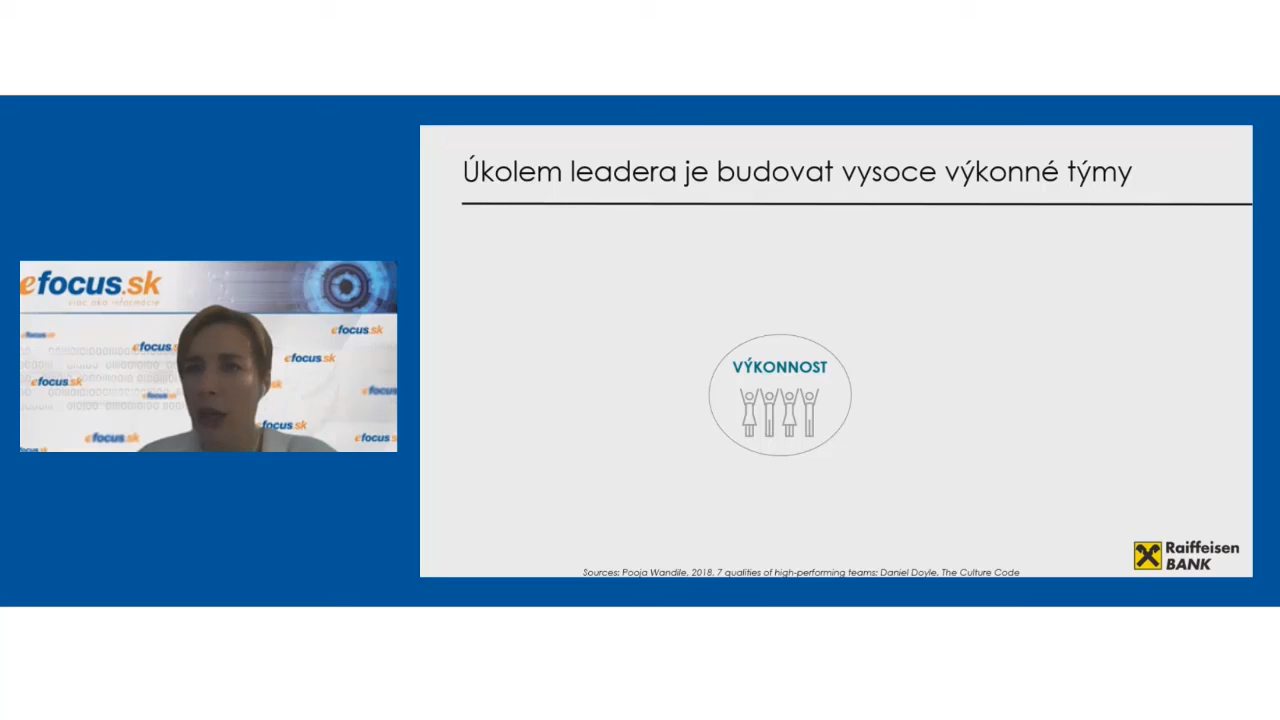 Úkolem leadera je budovat vysoce výkonné týmy
efocus.sk
viac ako informácie
efocus.sk
efocus.sk
efocus.sk
efocus.sk
efocus.sk
efocus.sk
efocus.sk
efocus.sk
VÝKONNOST
Raiffeisen
BANK
Sources: Pooja Wandile, 2018, 7 qualities of high-performing teams; Daniel Doyle, The Culture Code